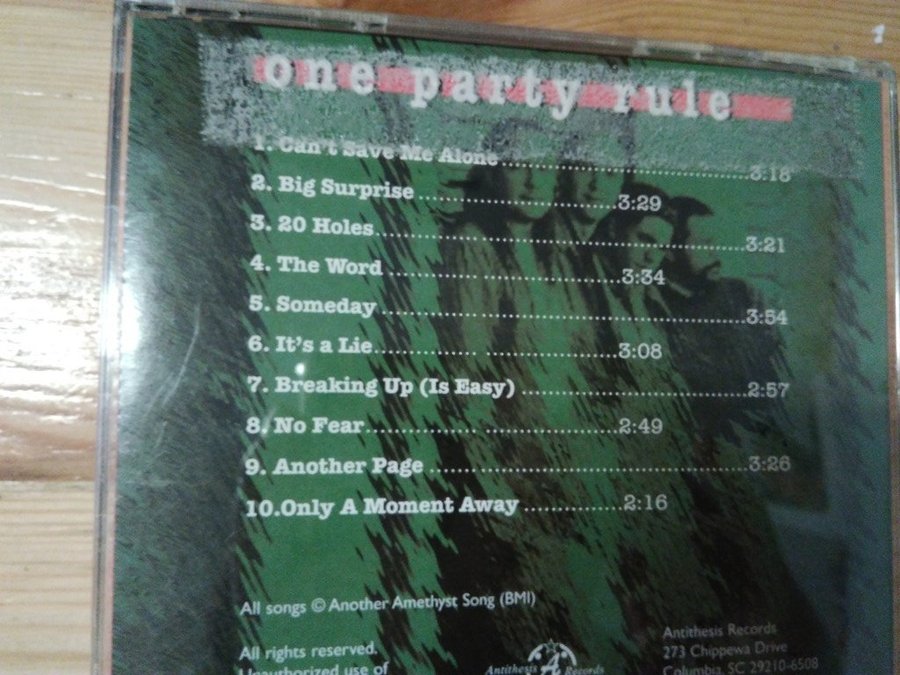 one party rule
1. Can't Save Me Alone..............................3:18
2. Big Surprise.........................3:29
3. 20 Holes..............................................3:21
4. The Word.............................3:34
5. Someday.............................................3:54
6. It's a Lie............. .................3:08
7. Breaking Up (Is Easy)...........................2:57
8. No Fear................................2:49
9. Another Page.......................................3:26
10.Only A Moment Away...............2:16
All songs © Another Amethyst Song (BMI)
All rights reserved.
Unauthorized use of
Antithesis A Records
Antithesis Records
273 Chippewa Drive
Columbia, SC 29210-6508